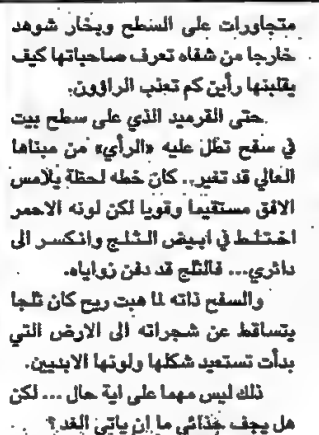 متجاورات على السطح وبخار شوهد
خارجا من شفاه تعرف صاحباتها كيف
يقلبنها رأين كم تعذب الراؤون.
حتى القرميد الذي على سطح بيت
في سفح تطل عليه «الرأي» من مبناها
العالي قد تغير.. كان خطه لحظة يلامس
الافق مستقيما وقويا لكن لونه الاحمر
اختلط في ابيض الثلج وانكسر الى
دائري... فالثلج قد دفن زواياه.
والسفح ذاته لما هبت ريح كان ثلجا
يتساقط عن شجراته الى الارض التي
بدأت تستعيد شكلها ولونها الابديين.
ذلك ليس مهما على اية حال ... لكن
هل يجف حذائي ما ان يأتي الغد؟